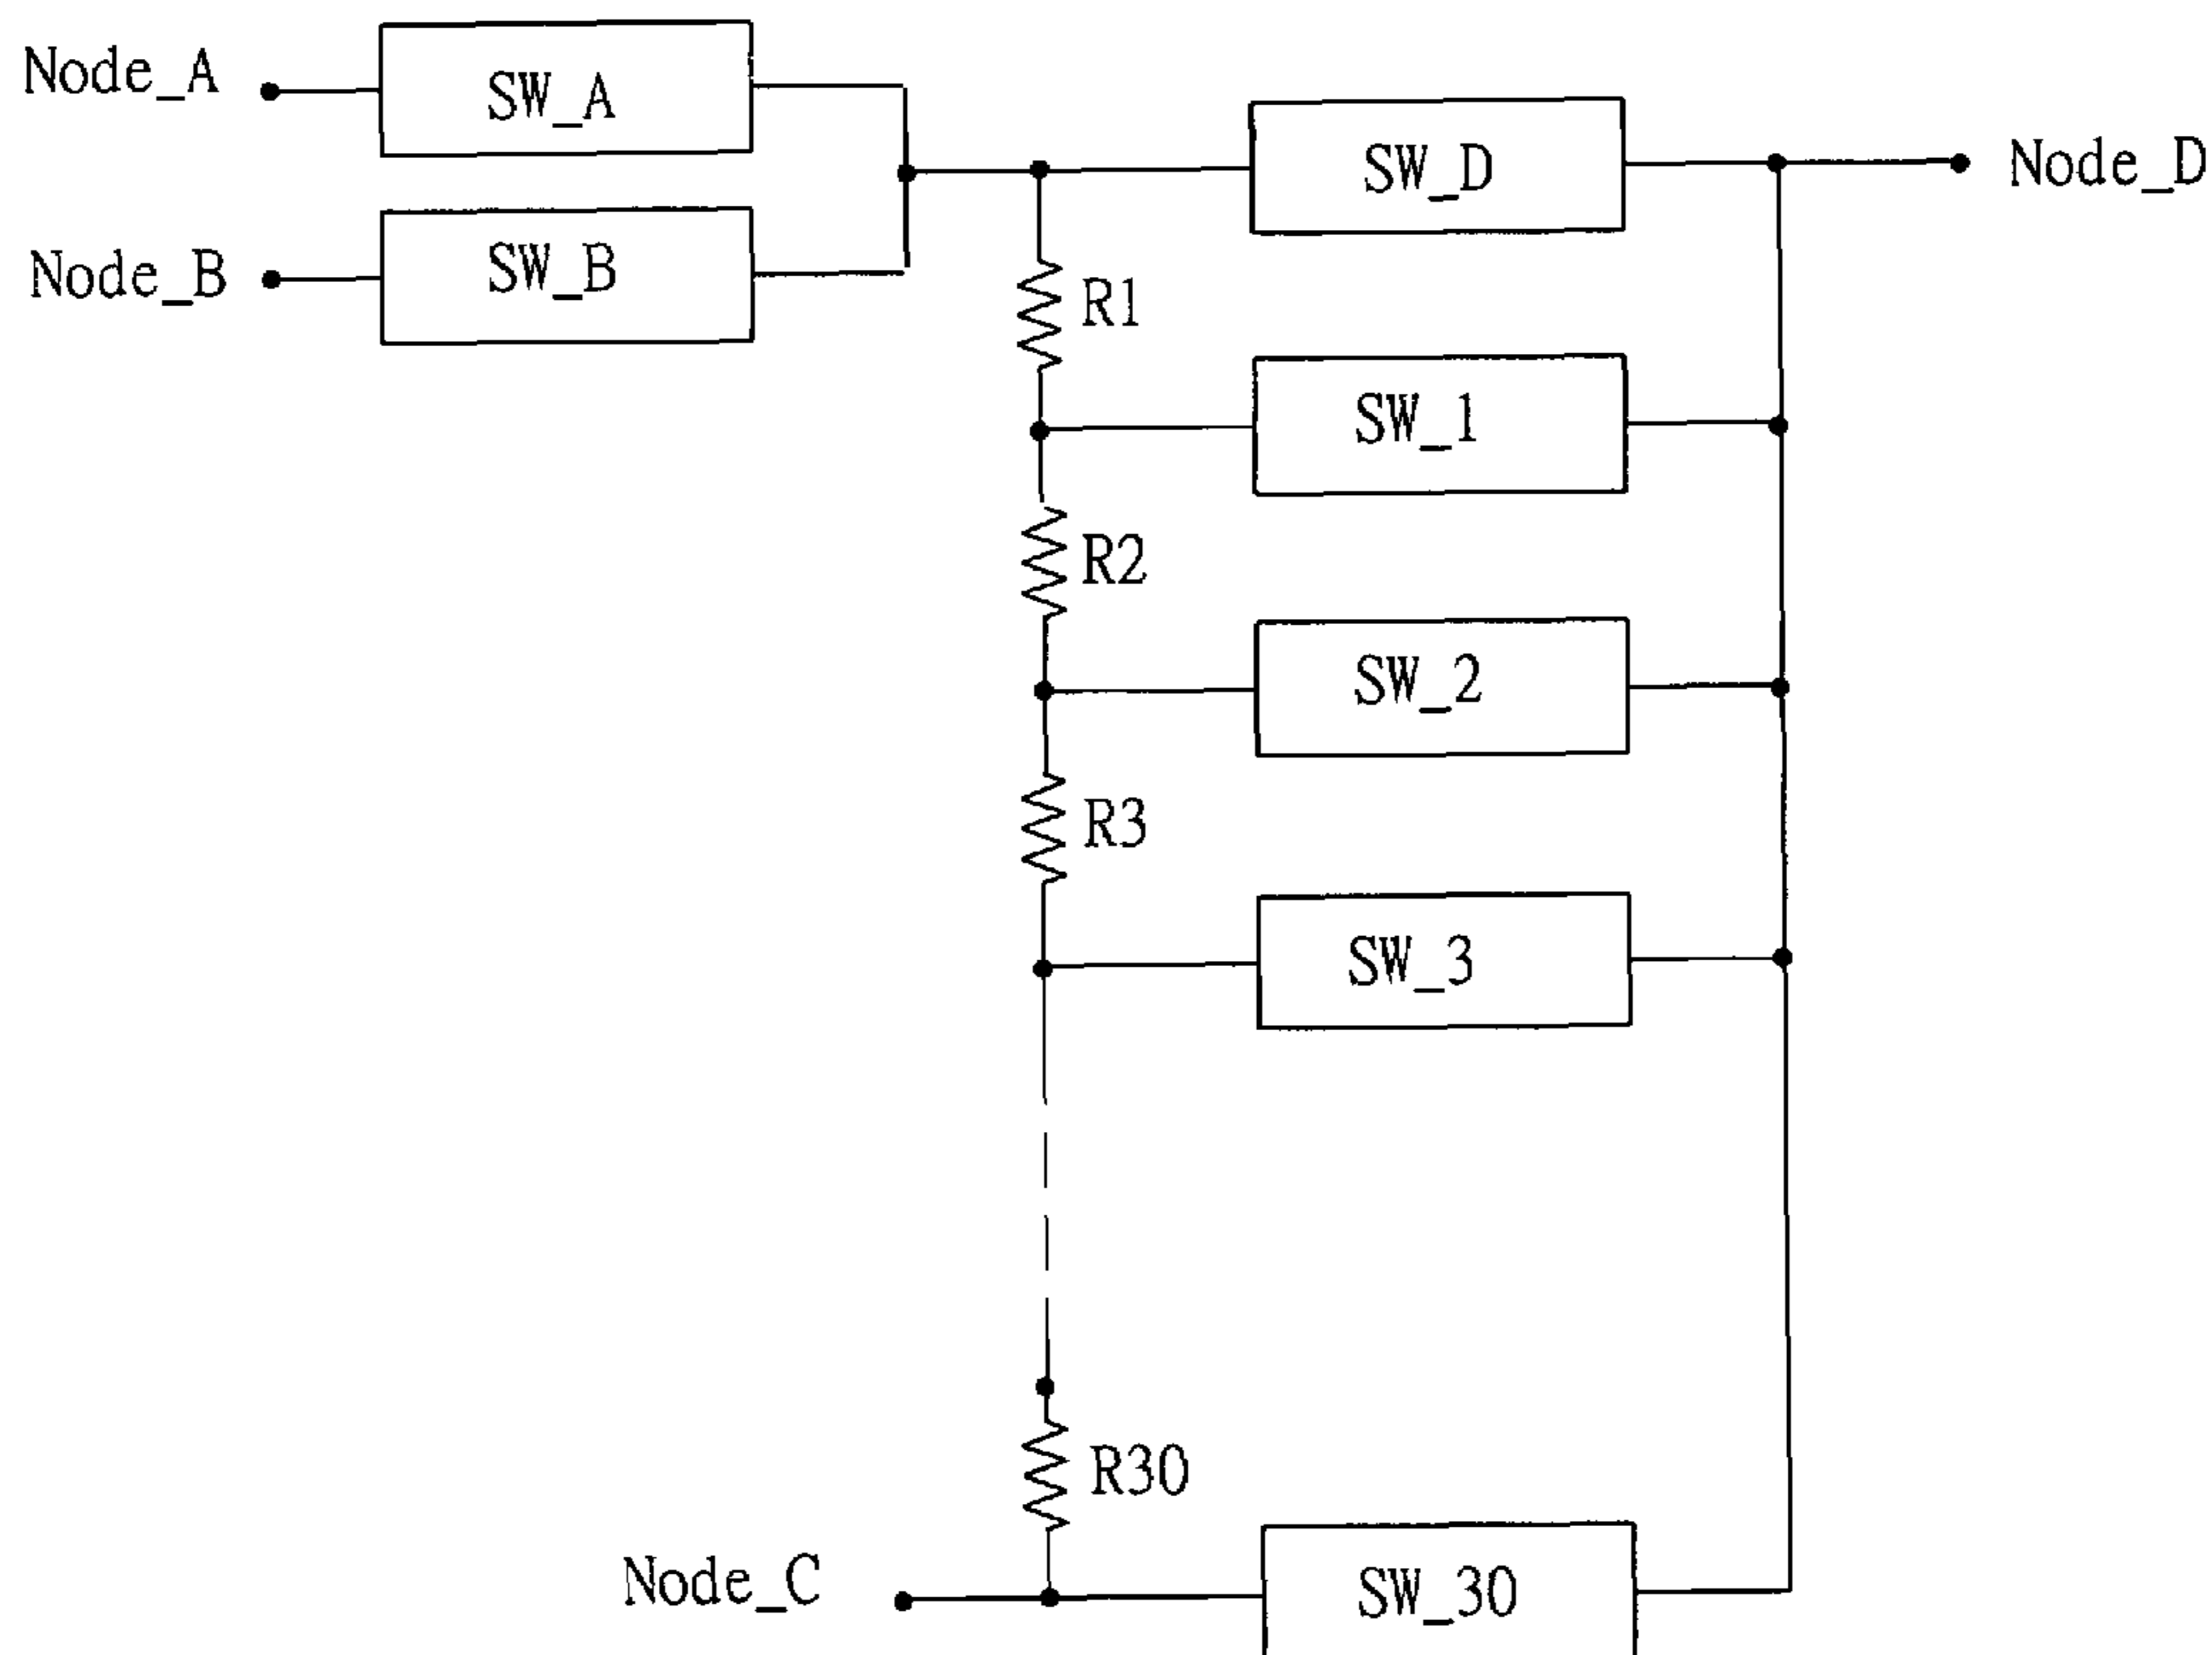 Node_A
SW_A
Node_B
SW_B
SW_D
Node_D
R1
SW_1
R2
SW_2
R3
SW_3
R30
Node_C
SW_30